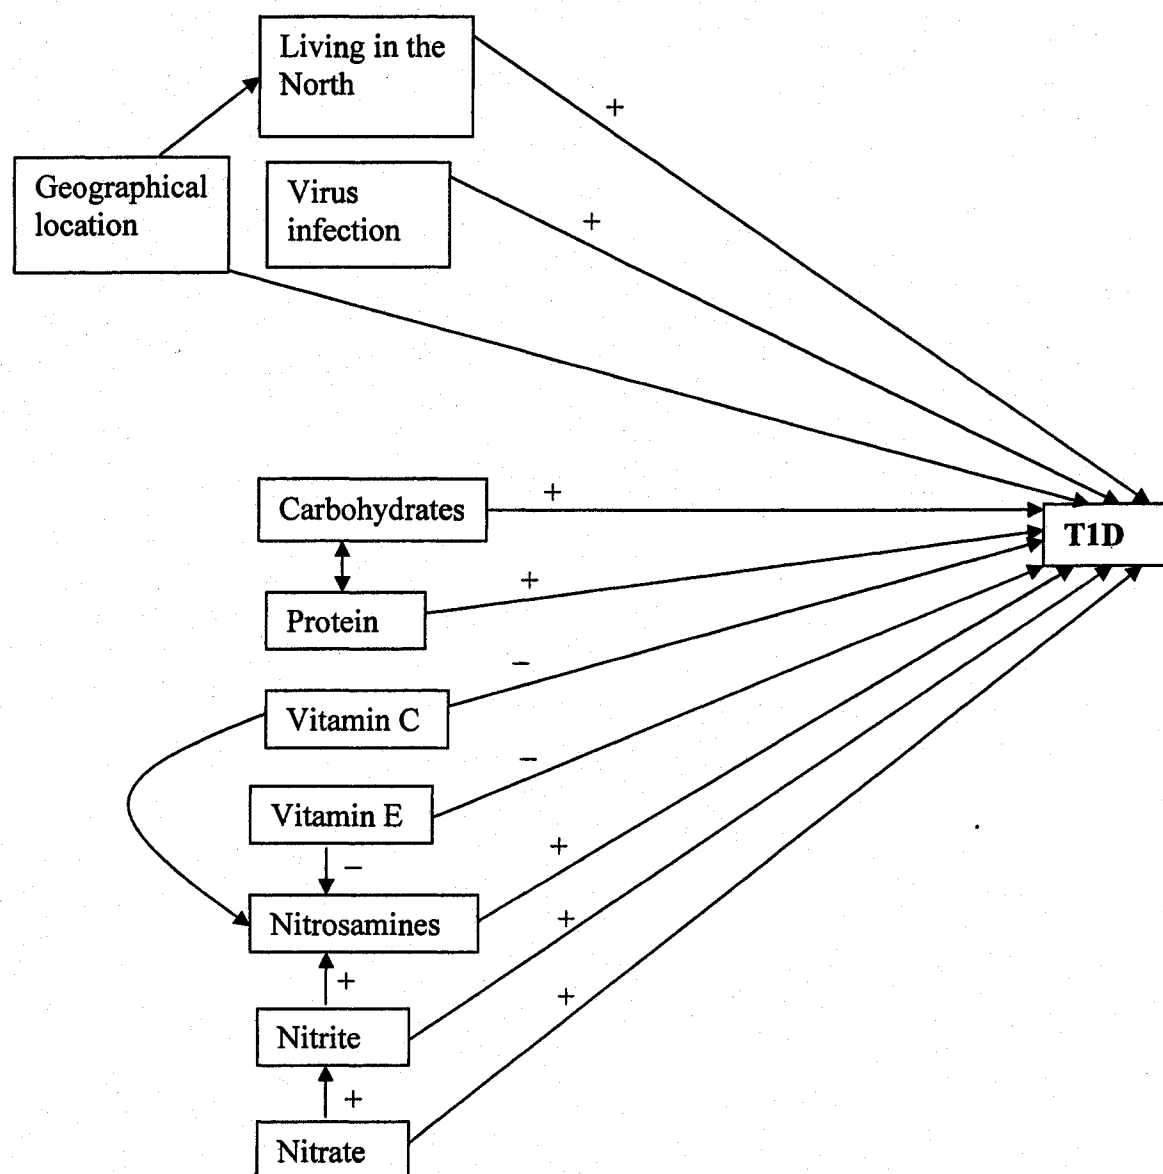 Living in the
North
+
Geographical
location
Virus
infection
+
Carbohydrates
+
T1D
Protein
+
Vitamin C
−
Vitamin E
−
−
Nitrosamines
+
+
+
Nitrite
+
+
Nitrate